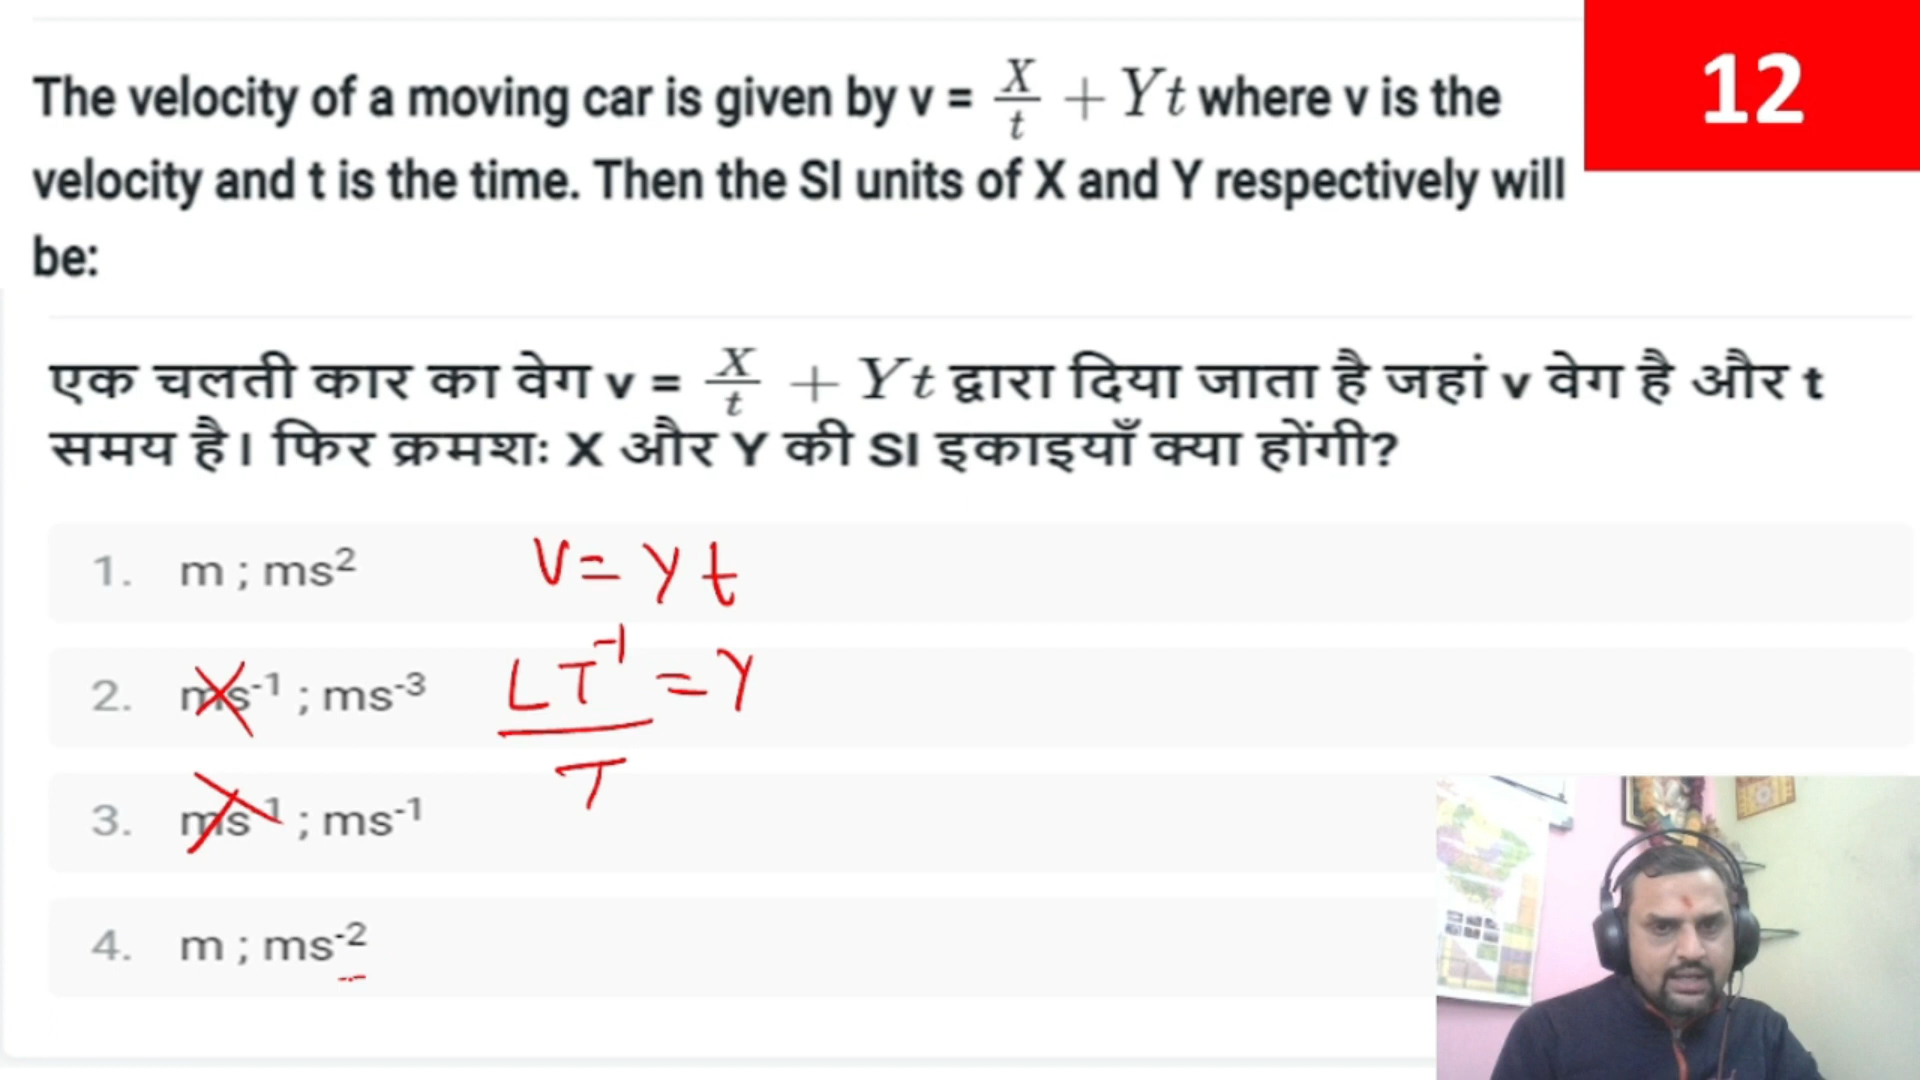 12
The velocity of a moving car is given by v = X/t + Yt where v is the
velocity and t is the time. Then the SI units of X and Y respectively will
be:
एक चलती कार का वेग v = X/t + Yt द्वारा दिया जाता है जहां v वेग है और t
समय है। फिर क्रमशः X और Y की SI इकाइयाँ क्या होंगी?
1. m ; ms²
V = Y t
2. ms⁻¹ ; ms⁻³
LT⁻¹/T = Y
3. ms⁻¹ ; ms⁻¹
4. m ; ms⁻²